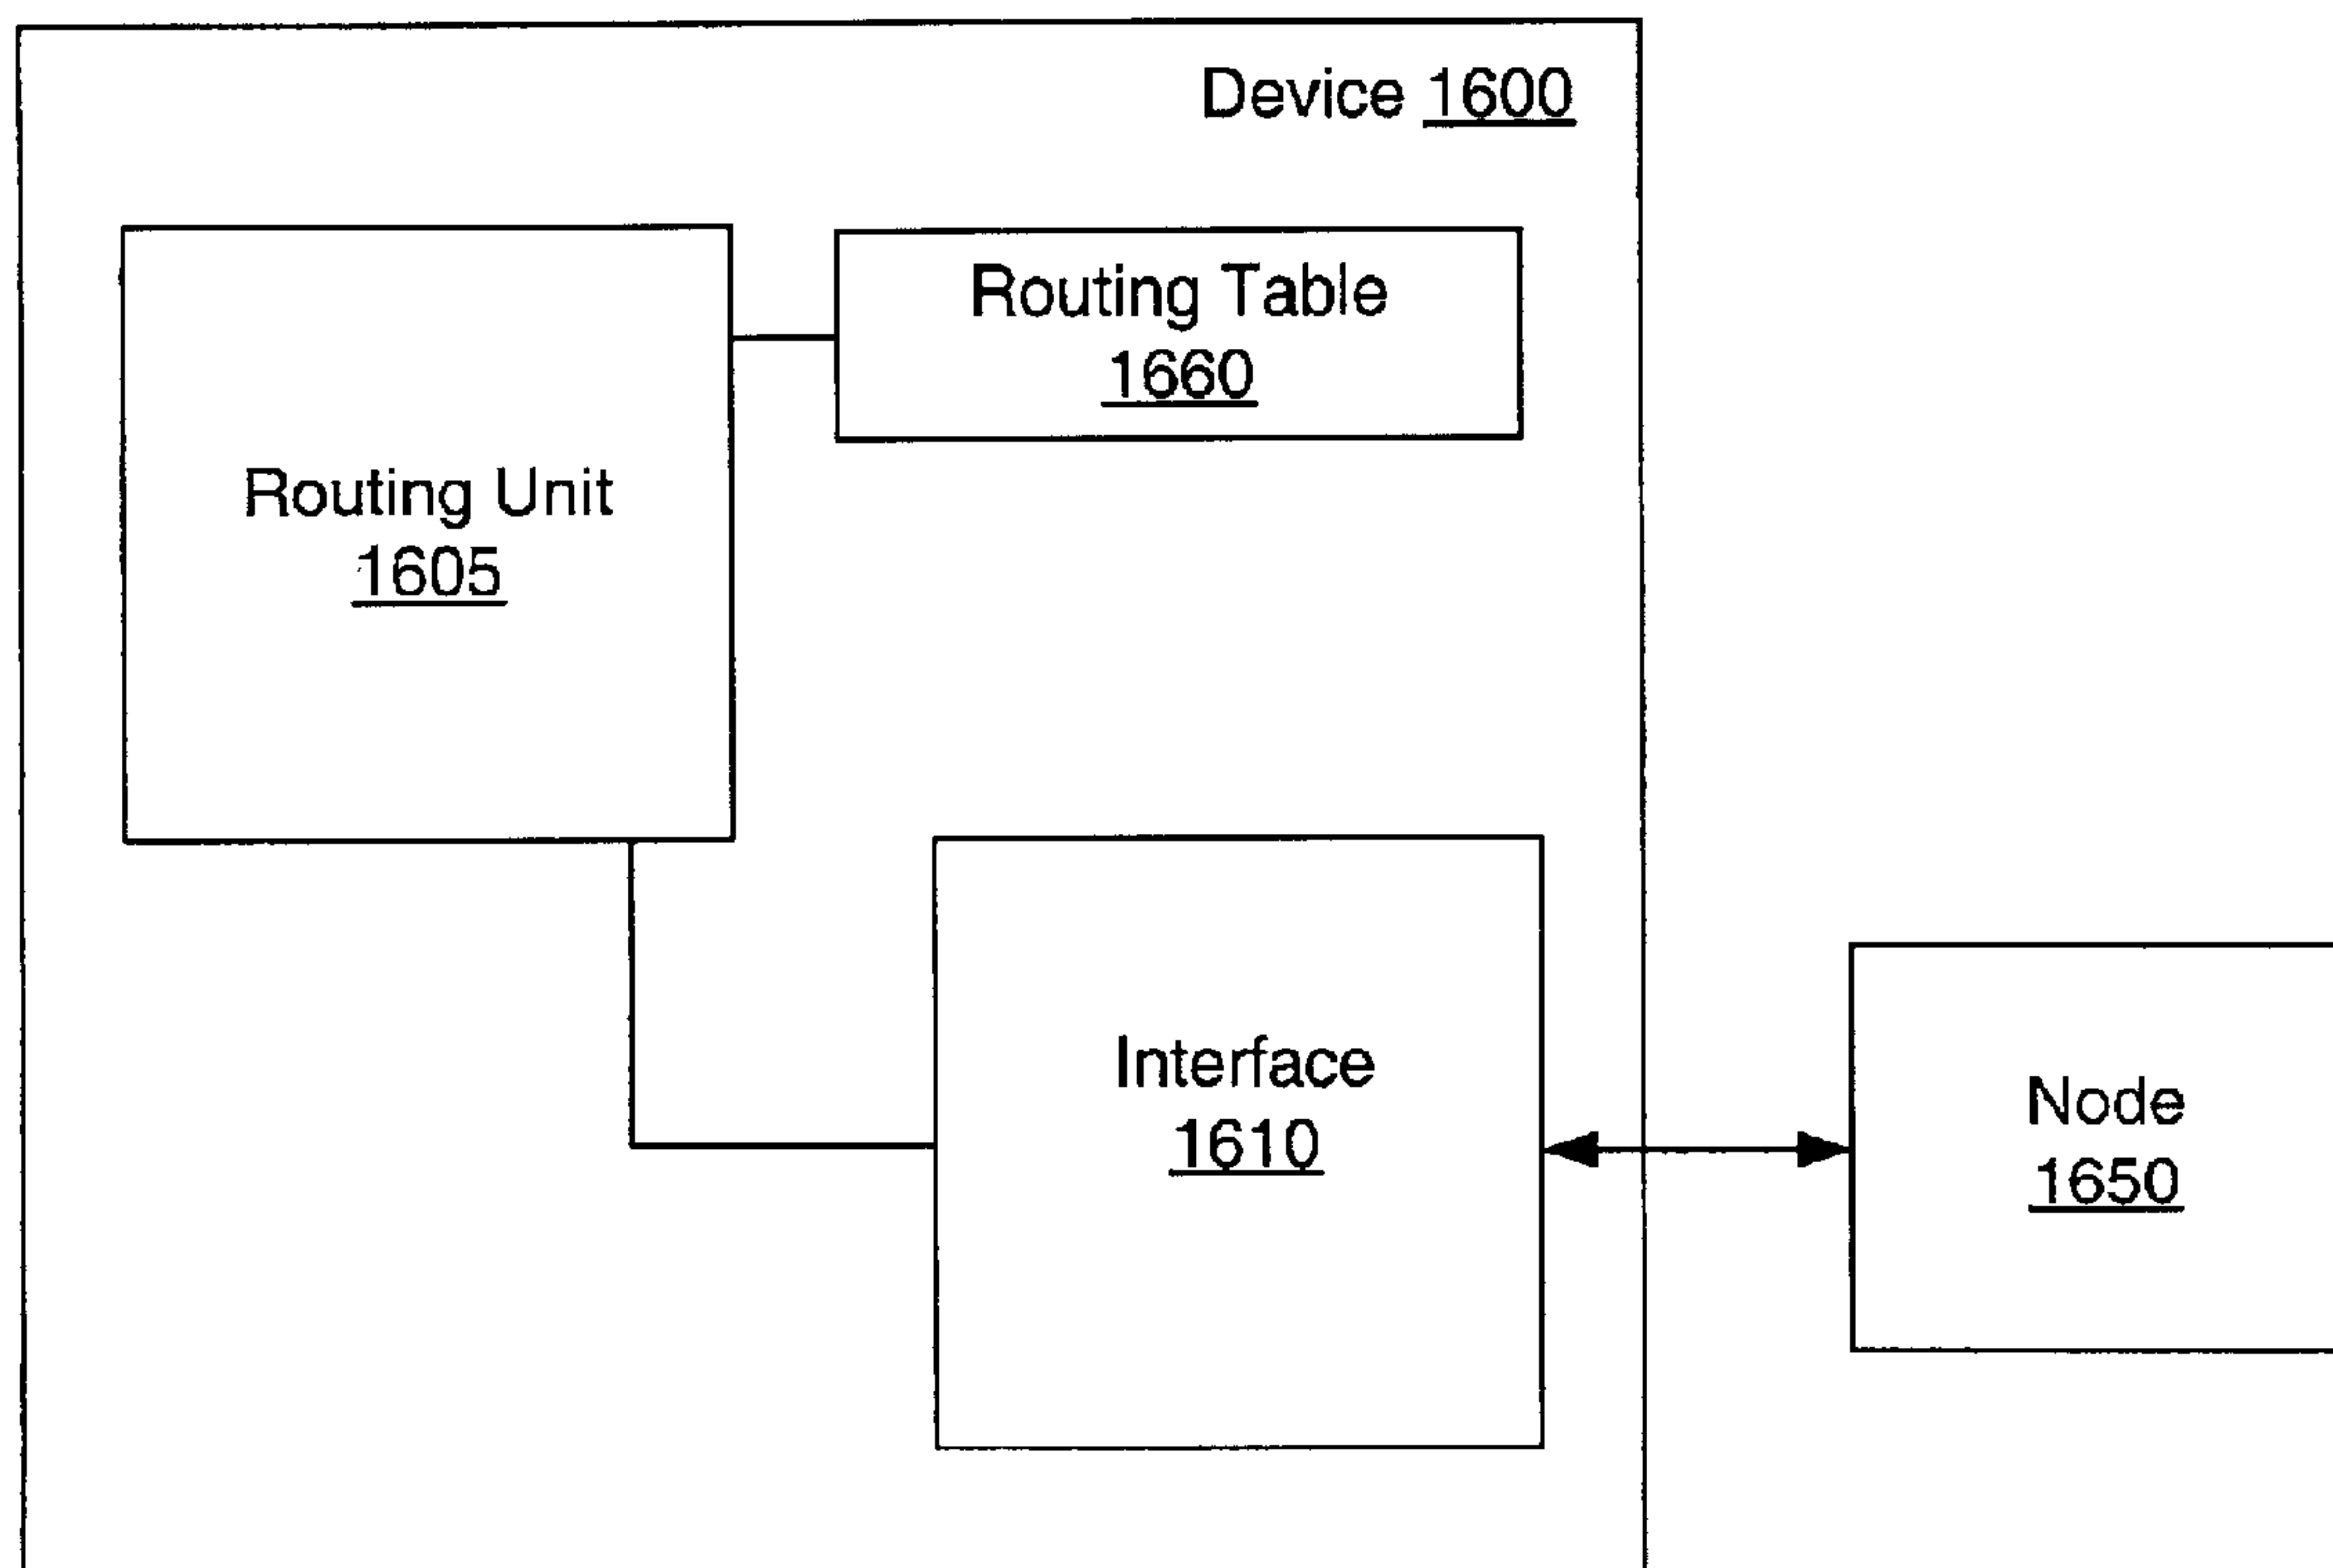 Device 1600
Routing Table
1660
Routing Unit
1605
Interface
1610
Node
1650